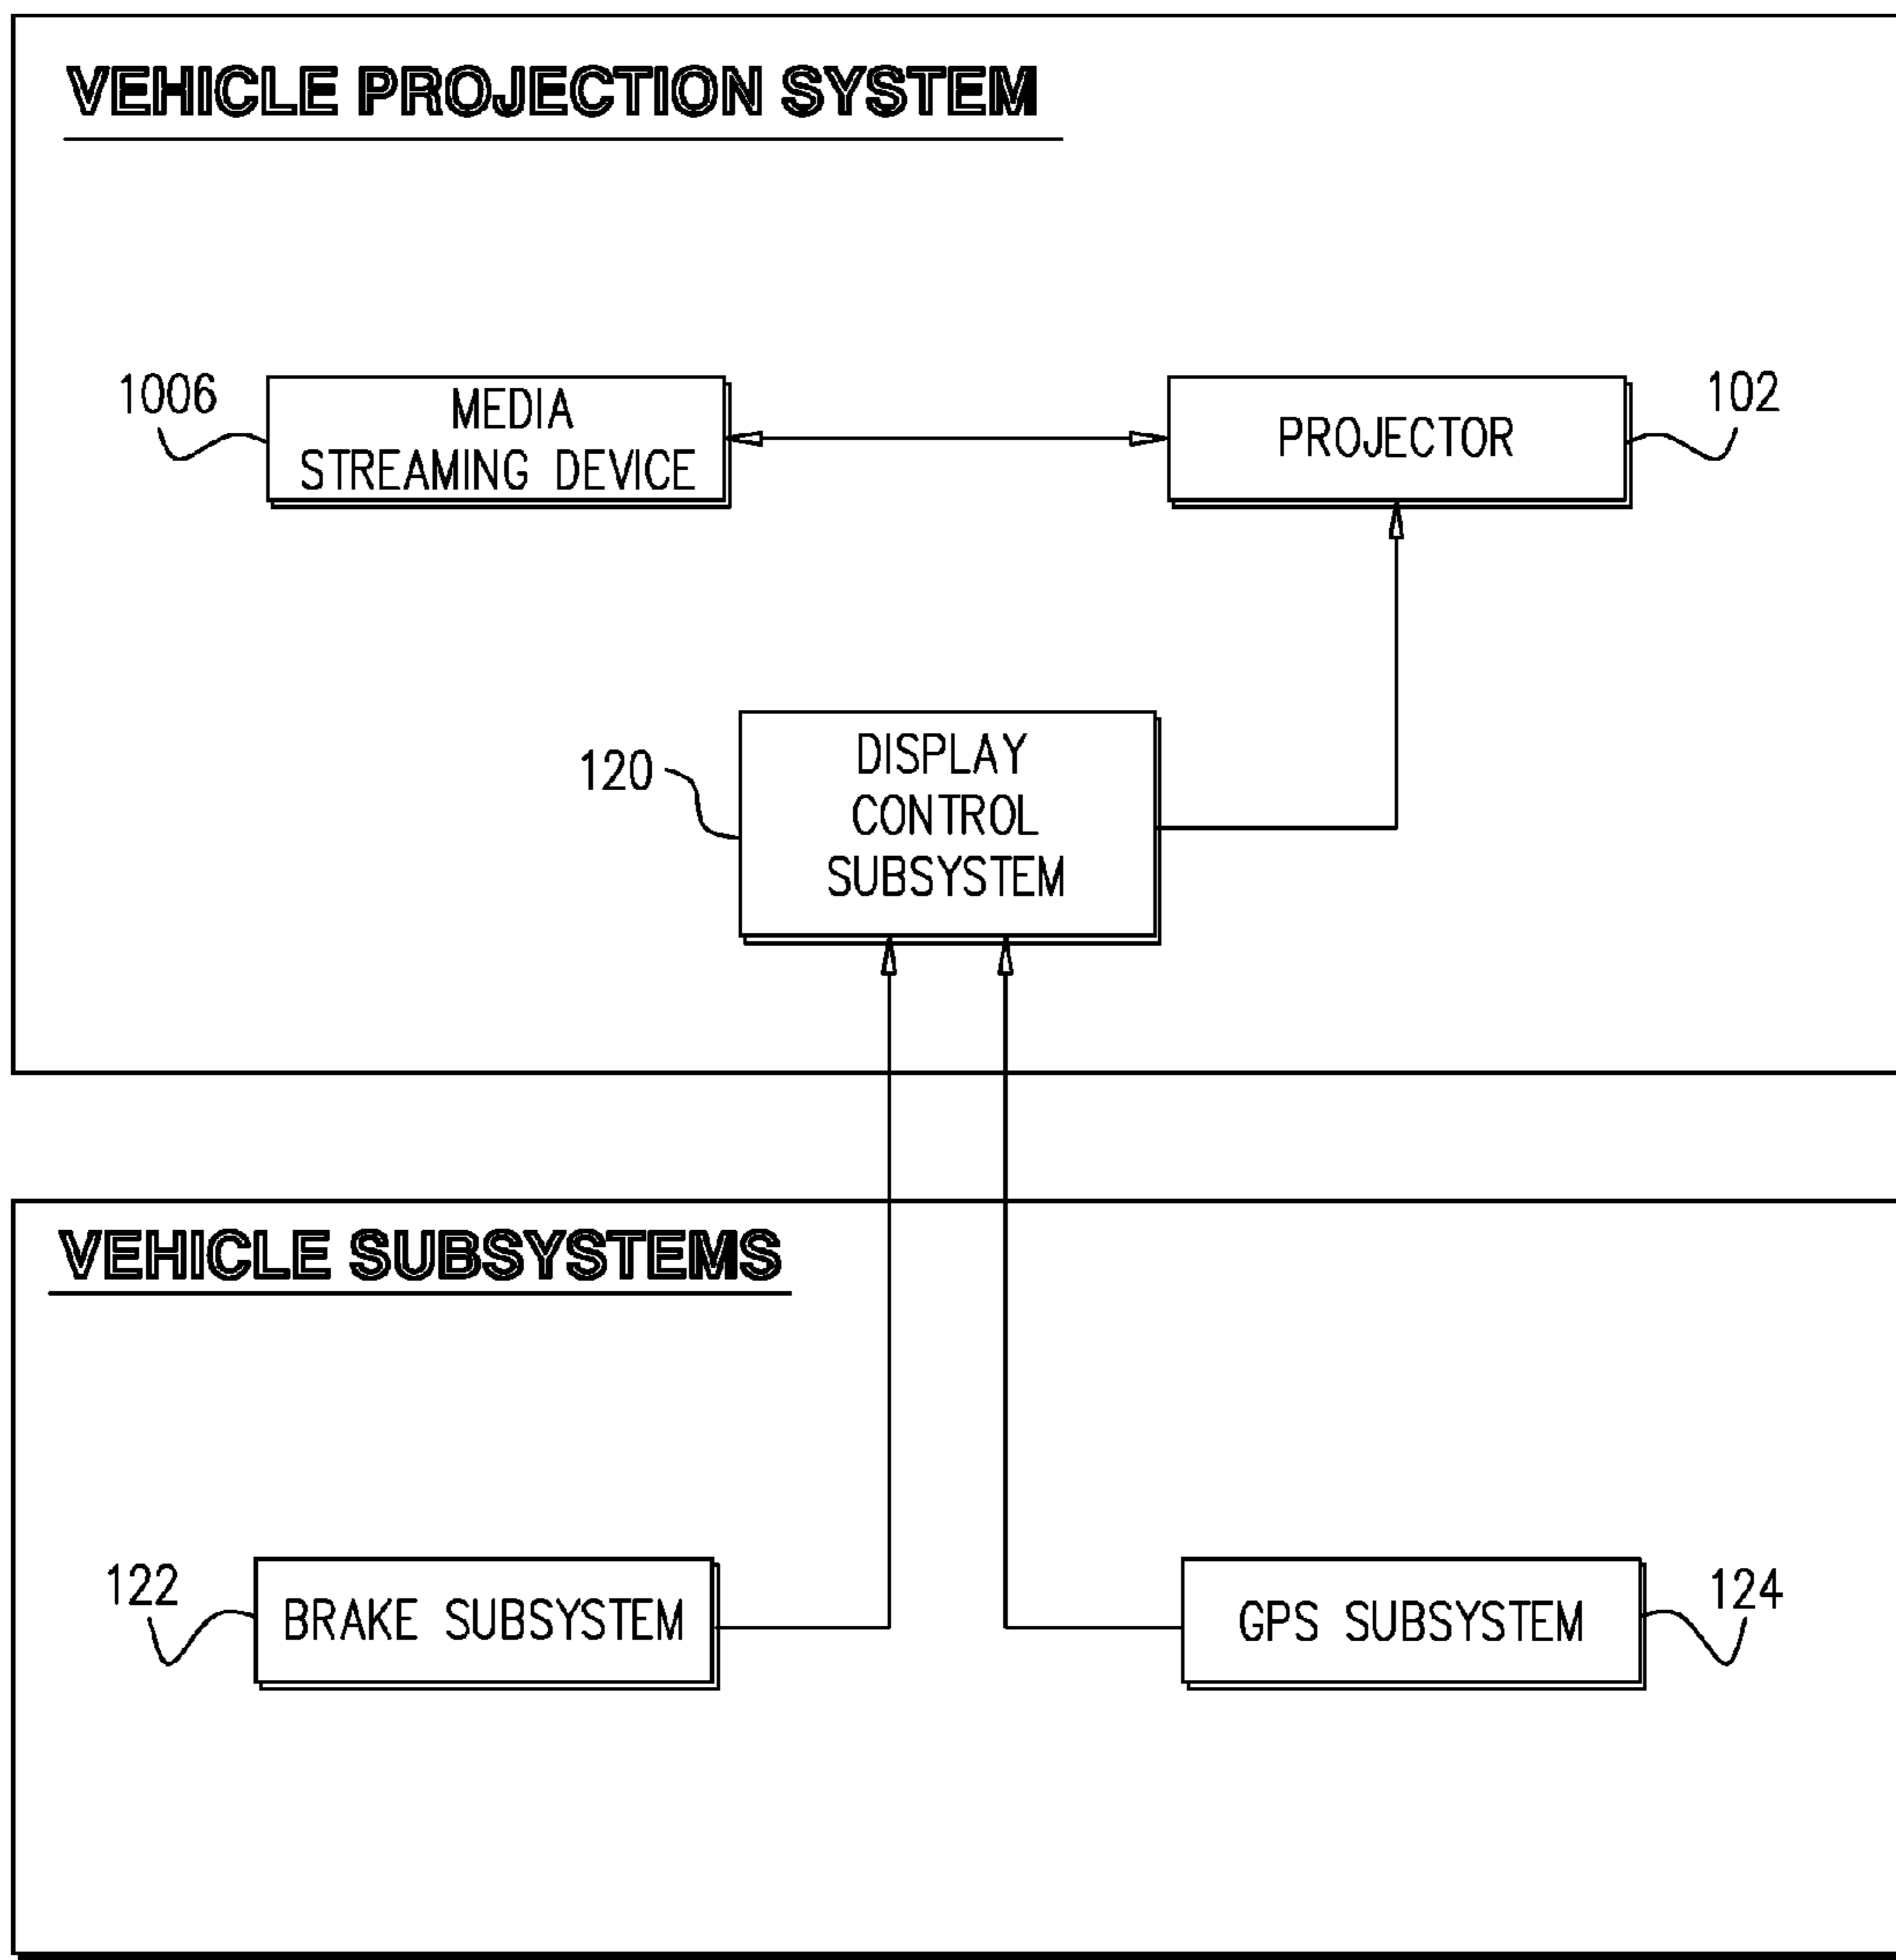 VEHICLE PROJECTION SYSTEM
1006
MEDIA
STREAMING DEVICE
PROJECTOR
102
120
DISPLAY
CONTROL
SUBSYSTEM
VEHICLE SUBSYSTEMS
122
BRAKE SUBSYSTEM
GPS SUBSYSTEM
124